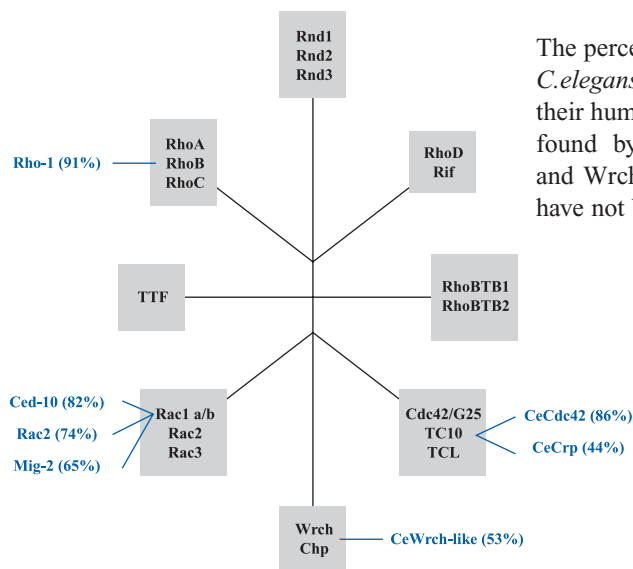 Rnd1
Rnd2
Rnd3
The perce
C.elegans
their hum
found by
and Wrch
have not
Rho-1 (91%)
RhoA
RhoB
RhoC
RhoD
Rif
TTF
RhoBTB1
RhoBTB2
Ced-10 (82%)
Rac2 (74%)
Mig-2 (65%)
Rac1 a/b
Rac2
Rac3
Cdc42/G25
TC10
TCL
CeCdc42 (86%)
CeCrp (44%)
Wrch
Chp
CeWrch-like (53%)